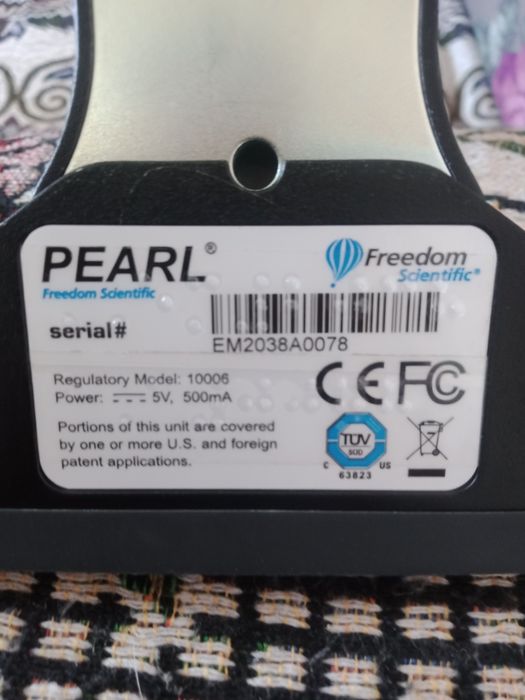 PEARL®
Freedom Scientific
Freedom
Scientific®
serial#
EM2038A0078
Regulatory Model: 10006
Power: ⎓ 5V, 500mA
CE FC
Portions of this unit are covered
by one or more U.S. and foreign
patent applications.
TÜV
SÜD
C US
63823